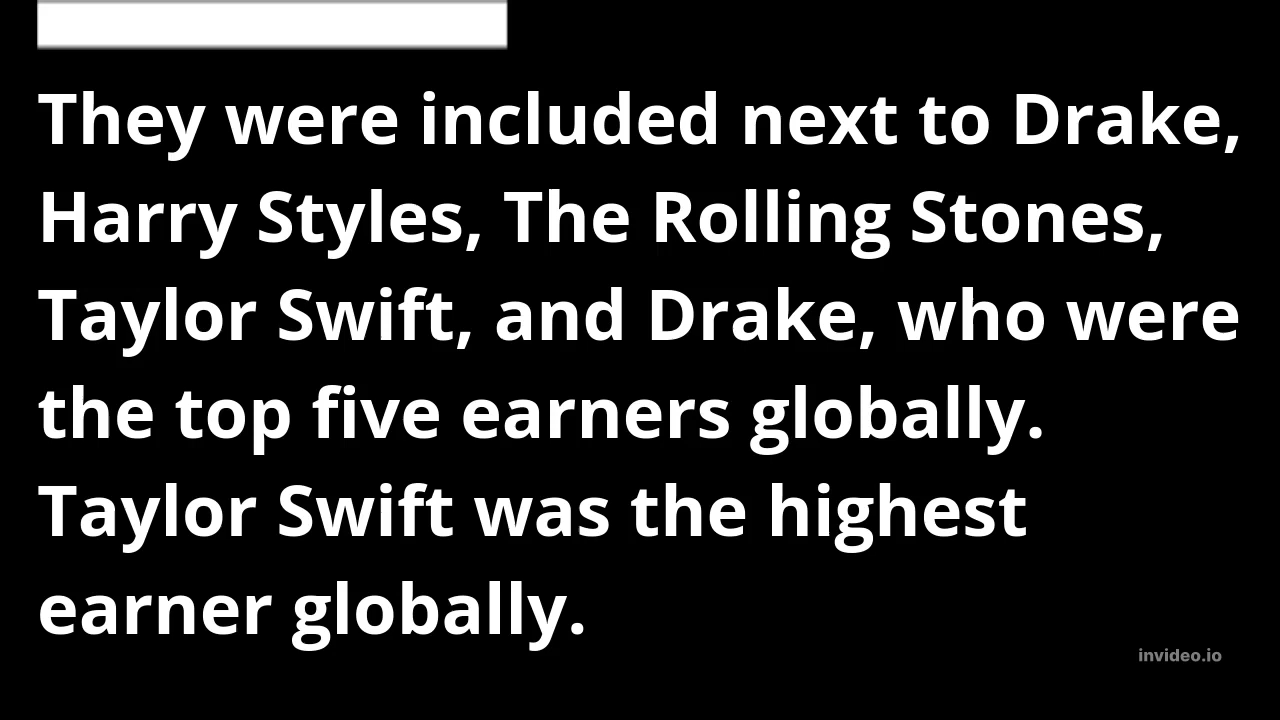 They were included next to Drake,
Harry Styles, The Rolling Stones,
Taylor Swift, and Drake, who were
the top five earners globally.
Taylor Swift was the highest
earner globally.
invideo.io